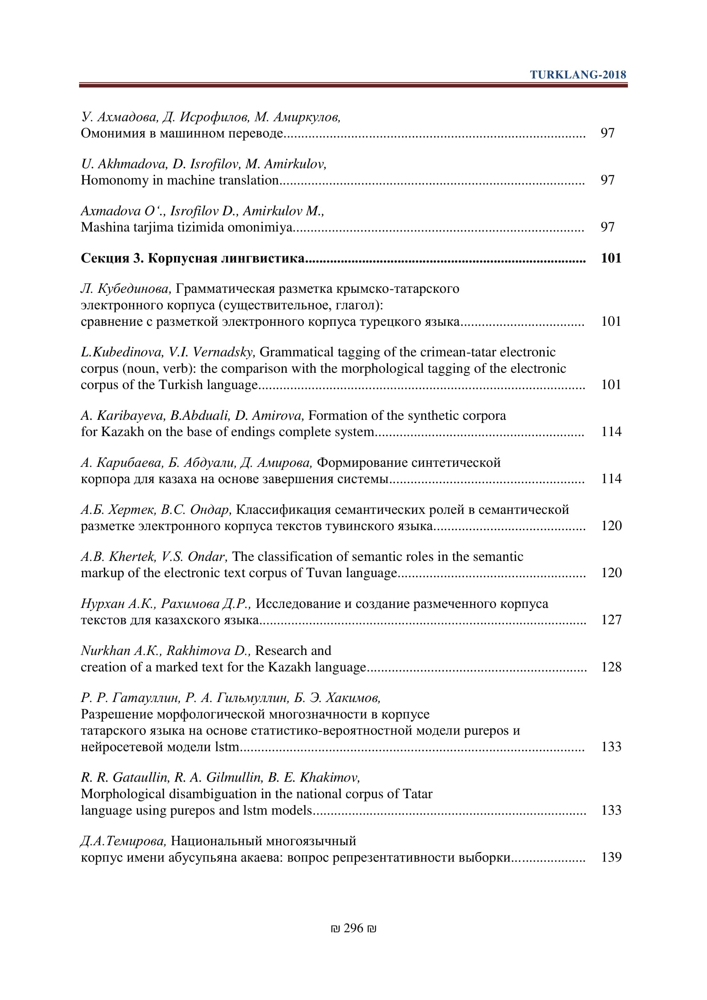 TURKLANG-2018
У. Ахмадова, Д. Исрофилов, М. Амиркулов,
Омонимия в машинном переводе.................................................................................... 97
U. Akhmadova, D. Isrofilov, M. Amirkulov,
Homonomy in machine translation..................................................................................... 97
Axmadova O‘., Isrofilov D., Amirkulov M.,
Mashina tarjima tizimida omonimiya................................................................................. 97
Секция 3. Корпусная лингвистика.............................................................................. 101
Л. Кубединова, Грамматическая разметка крымско-татарского
электронного корпуса (существительное, глагол):
сравнение с разметкой электронного корпуса турецкого языка................................... 101
L.Kubedinova, V.I. Vernadsky, Grammatical tagging of the crimean-tatar electronic
corpus (noun, verb): the comparison with the morphological tagging of the electronic
corpus of the Turkish language........................................................................................... 101
A. Karibayeva, B.Abduali, D. Amirova, Formation of the synthetic corpora
for Kazakh on the base of endings complete system.......................................................... 114
А. Карибаева, Б. Абдуали, Д. Амирова, Формирование синтетической
корпора для казаха на основе завершения системы....................................................... 114
А.Б. Хертек, В.С. Ондар, Классификация семантических ролей в семантической
разметке электронного корпуса текстов тувинского языка........................................... 120
A.B. Khertek, V.S. Ondar, The classification of semantic roles in the semantic
markup of the electronic text corpus of Tuvan language..................................................... 120
Нурхан А.К., Рахимова Д.Р., Исследование и создание размеченного корпуса
текстов для казахского языка............................................................................................ 127
Nurkhan A.K., Rakhimova D., Research and
creation of a marked text for the Kazakh language.............................................................. 128
Р. Р. Гатауллин, Р. А. Гильмуллин, Б. Э. Хакимов,
Разрешение морфологической многозначности в корпусе
татарского языка на основе статистико-вероятностной модели purepos и
нейросетевой модели lstm................................................................................................. 133
R. R. Gataullin, R. A. Gilmullin, B. E. Khakimov,
Morphological disambiguation in the national corpus of Tatar
language using purepos and lstm models............................................................................ 133
Д.А.Темирова, Национальный многоязычный
корпус имени абусупьяна акаева: вопрос репрезентативности выборки..................... 139
₪ 296 ₪